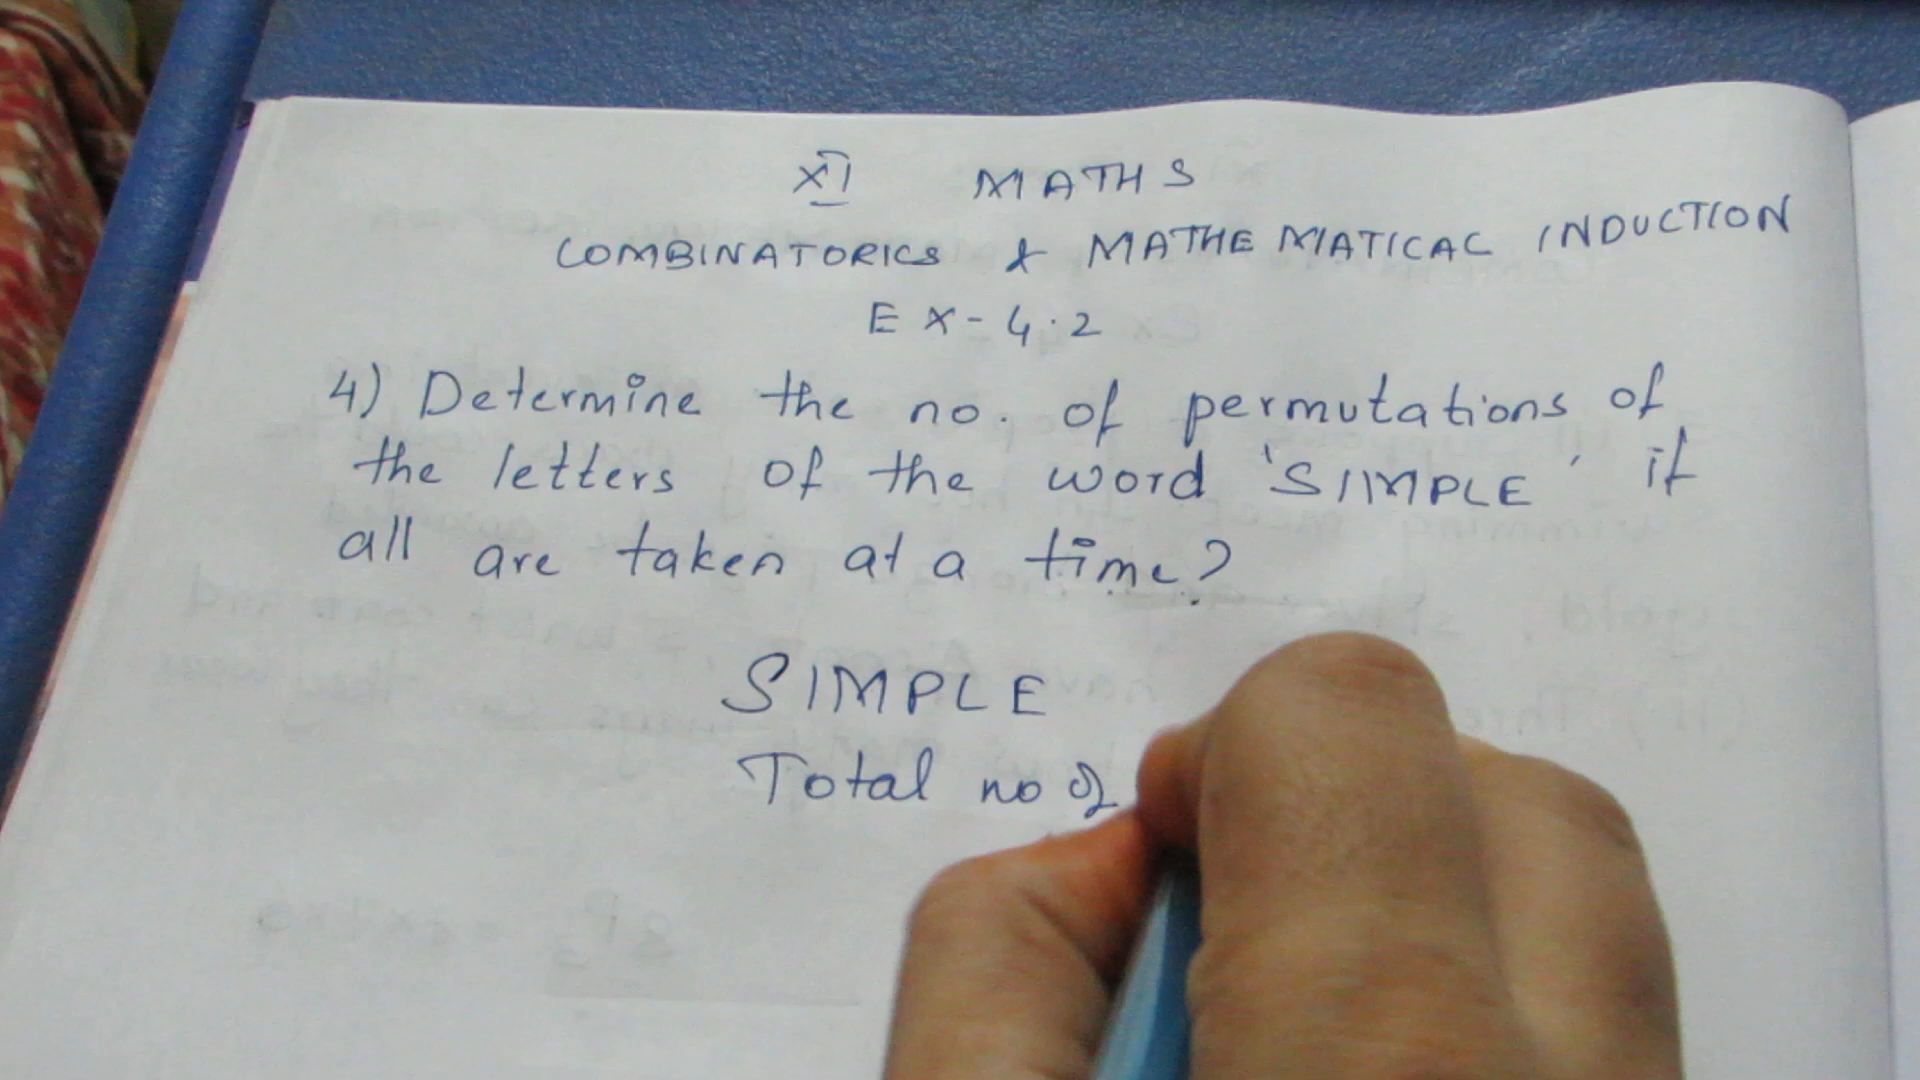 XI MATHS
COMBINATORICS & MATHEMATICAL INDUCTION
EX-4.2
4) Determine the no. of permutations of
the letters of the word 'SIMPLE' if
all are taken at a time?
SIMPLE
Total no of